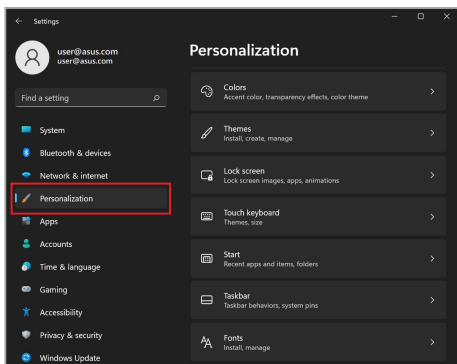 Settings
user@asus.com
user@asus.com
Find a setting
System
Bluetooth & devices
Network & internet
Personalization
Apps
Accounts
Time & language
Gaming
Accessibility
Privacy & security
Windows Update
Personalization
Colors
Accent color, transparency effects, color theme
Themes
Install, create, manage
Lock screen
Lock screen images, apps, animations
Touch keyboard
Themes, size
Start
Recent apps and items, folders
Taskbar
Taskbar behaviors, system pins
Fonts
Install, manage